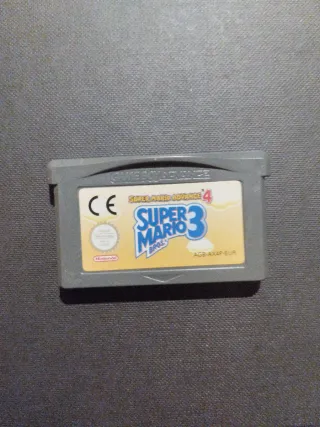 GAME BOY ADVANCE
SUPER MARIO ADVANCE 4
CE
SUPER
MARIO 3
BROS.
Nintendo
AGB-AX4P-EUR